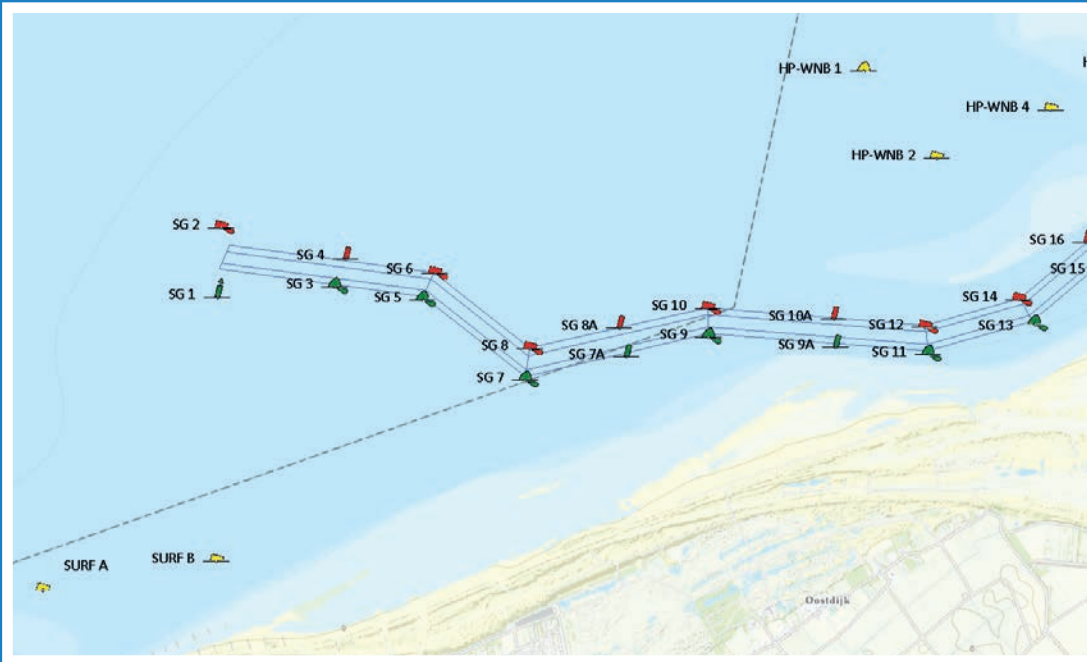 HP-WNB 1
HP-WNB 4
HP-WNB 2
SG 2
SG 4
SG 6
SG 16
SG 3
SG 5
SG 1
SG 15
SG 10
SG 10A
SG 14
SG 8A
SG 12
SG 13
SG 8
SG 9
SG 9A
SG 11
SG 7A
SG 7
SURF B
SURF A
Oostdijk